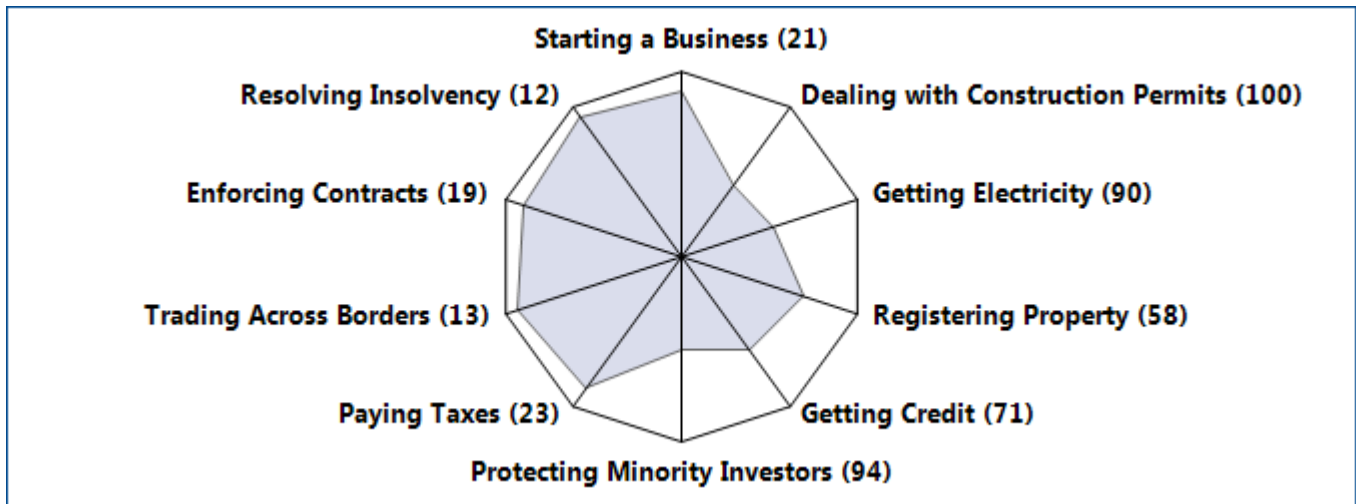 Starting a Business (21)
Resolving Insolvency (12)
Dealing with Construction Permits (100)
Enforcing Contracts (19)
Getting Electricity (90)
Trading Across Borders (13)
Registering Property (58)
Paying Taxes (23)
Getting Credit (71)
Protecting Minority Investors (94)